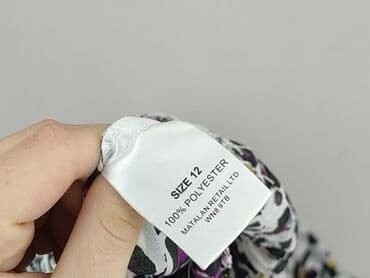 SIZE 12
100% POLYESTER
MATALAN RETAIL LTD
WN8 9TB